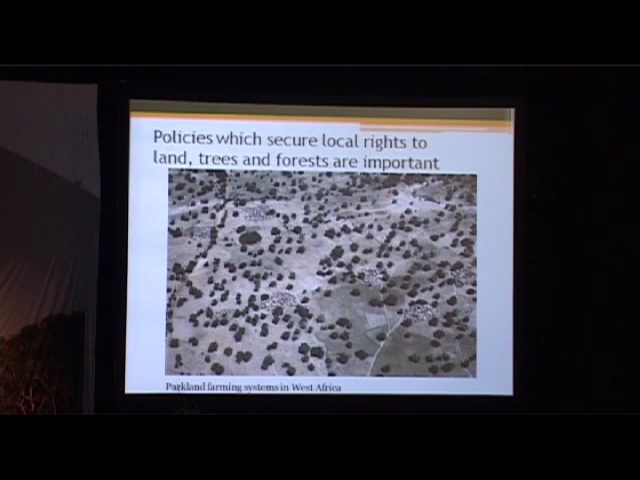 Policies which secure local rights to
land, trees and forests are important
Parkland farming systems in West Africa